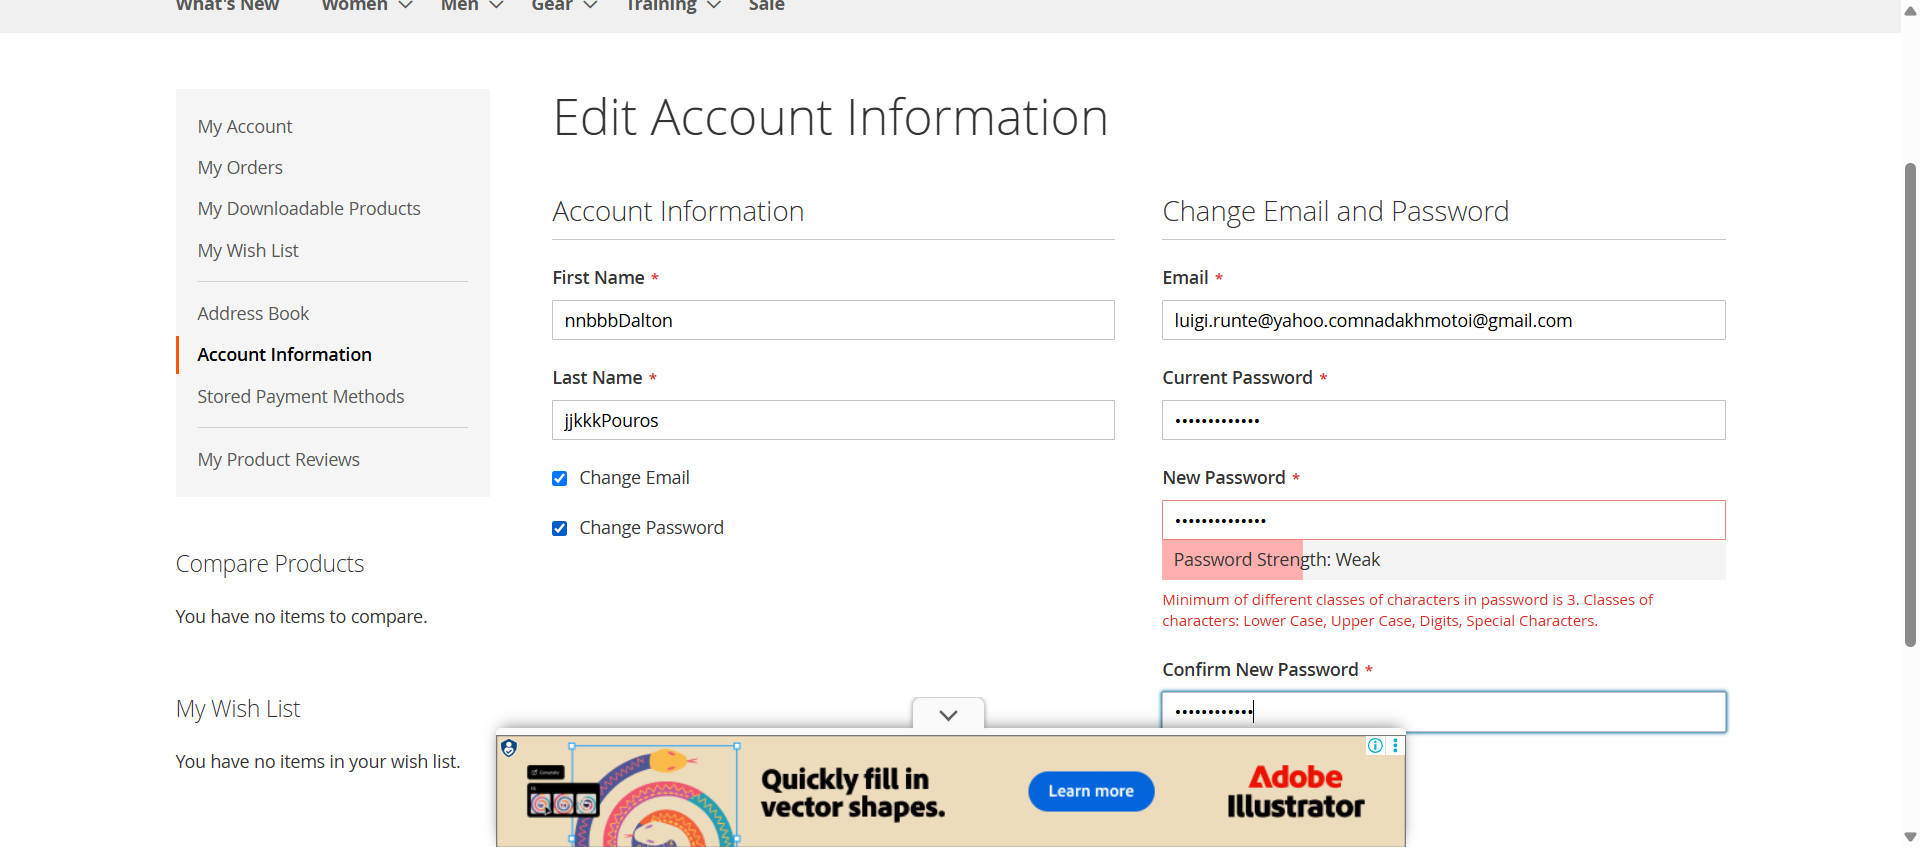 What's New
Women
Men
Gear
Training
Sale
My Account
My Orders
My Downloadable Products
My Wish List
Address Book
Account Information
Stored Payment Methods
My Product Reviews
Compare Products
You have no items to compare.
My Wish List
You have no items in your wish list.
Edit Account Information
Account Information
First Name *
nnbbbDalton
Last Name *
jjkkkPouros
Change Email
Change Password
Change Email and Password
Email *
luigi.runte@yahoo.comnadakhmotoi@gmail.com
Current Password *
•••••••••••••
New Password *
••••••••••••••
Password Strength: Weak
Minimum of different classes of characters in password is 3. Classes of
characters: Lower Case, Upper Case, Digits, Special Characters.
Confirm New Password *
••••••••••••
Quickly fill in
vector shapes.
Learn more
Adobe
Illustrator